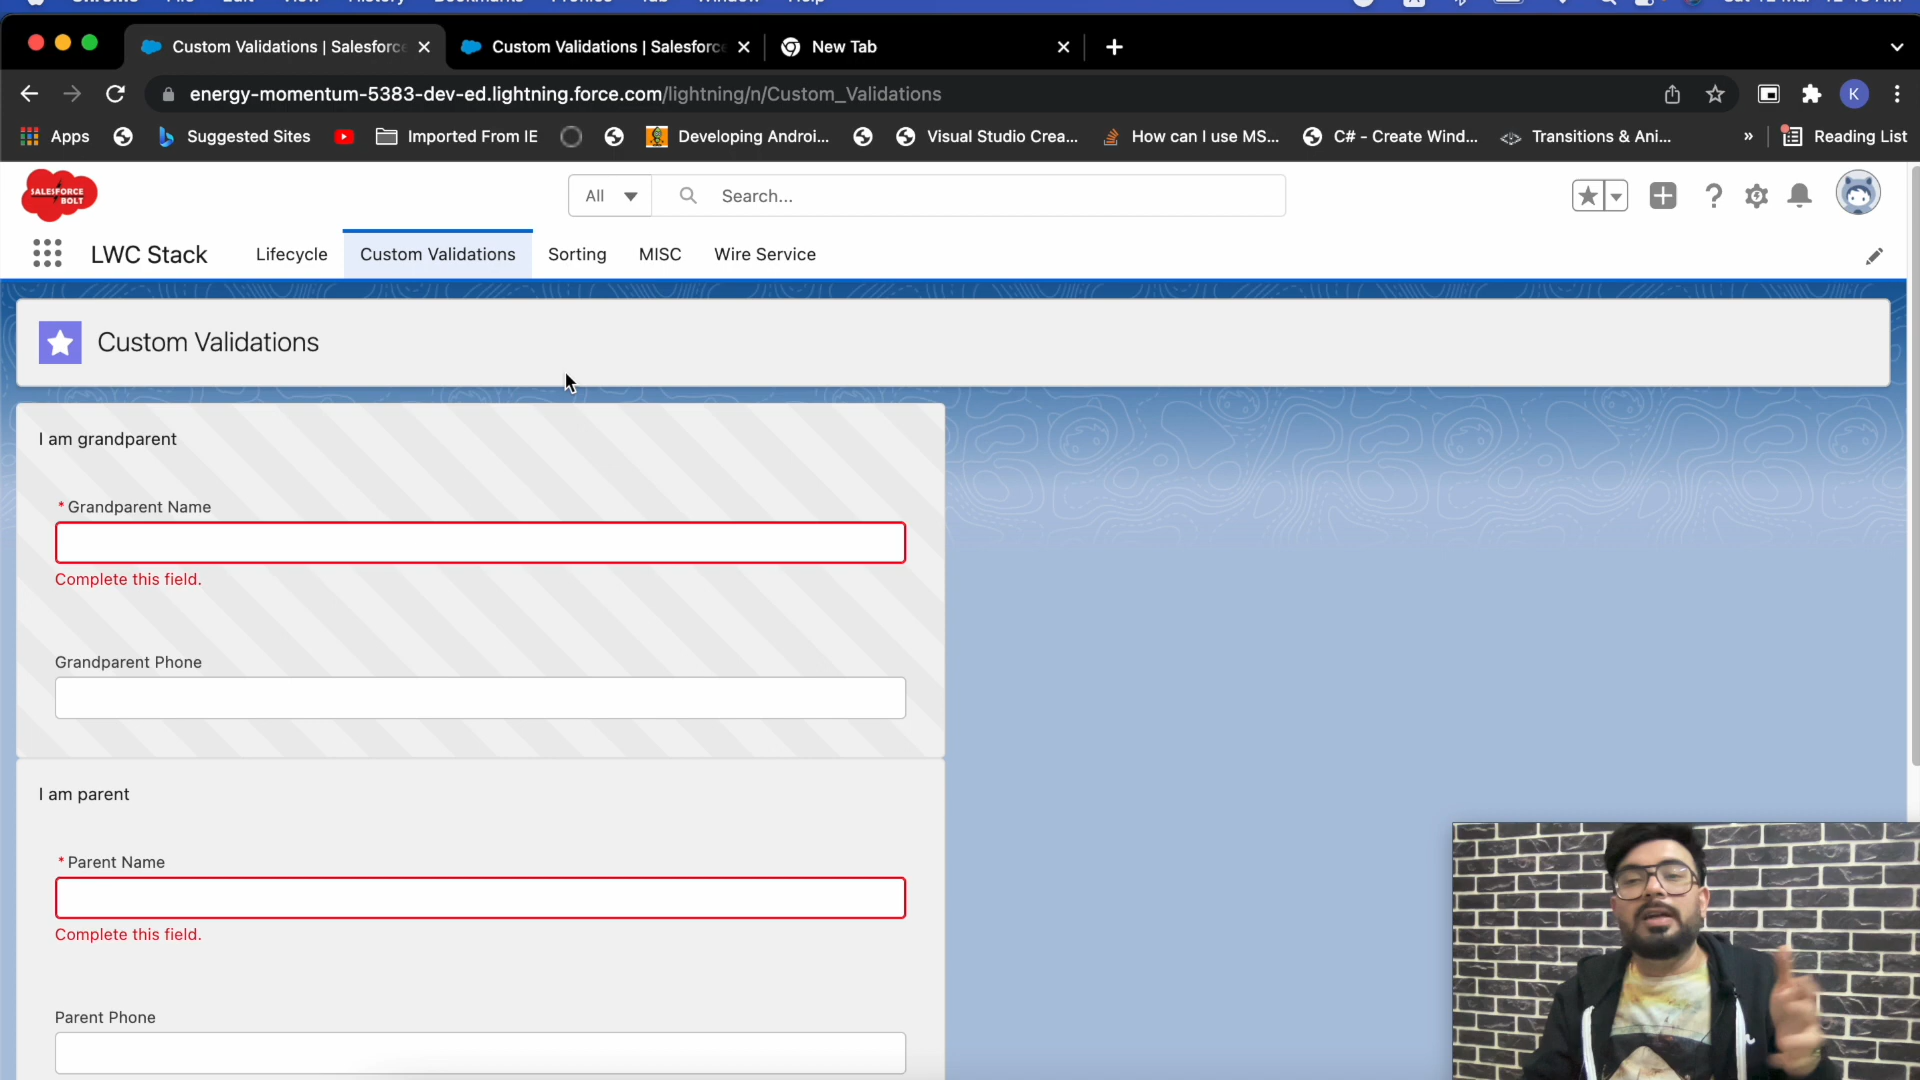 Custom Validations | Salesforc
Custom Validations | Salesforc
New Tab
energy-momentum-5383-dev-ed.lightning.force.com/lightning/n/Custom_Validations
K
Apps
Suggested Sites
Imported From IE
Developing Androi...
Visual Studio Crea...
How can I use MS...
C# - Create Wind...
Transitions & Ani...
»
Reading List
SALESFORCE
BOLT
All
Search...
LWC Stack
Lifecycle
Custom Validations
Sorting
MISC
Wire Service
Custom Validations
I am grandparent
* Grandparent Name
Complete this field.
Grandparent Phone
I am parent
* Parent Name
Complete this field.
Parent Phone